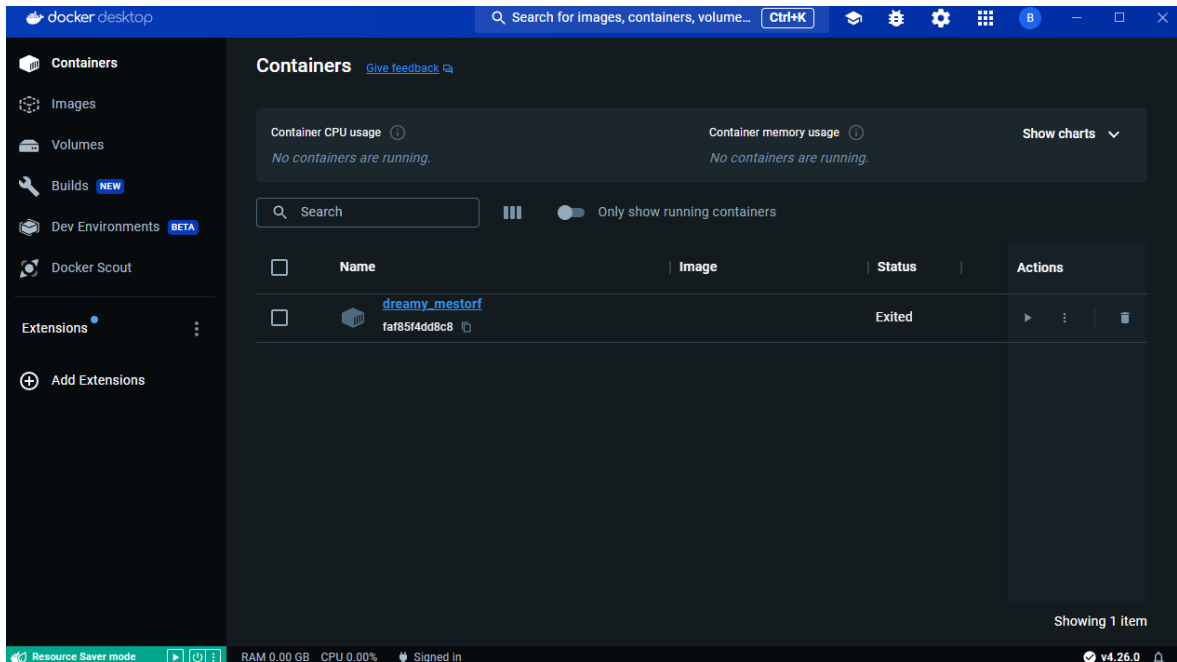 docker desktop
Search for images, containers, volume... Ctrl+K
B
Containers
Images
Volumes
Builds NEW
Dev Environments BETA
Docker Scout
Extensions
Add Extensions
Containers Give feedback
Container CPU usage
No containers are running.
Container memory usage
No containers are running.
Show charts
Search
Only show running containers
Name Image Status Actions
dreamy_mestorf
faf85f4dd8c8
Exited
Showing 1 item
Resource Saver mode
RAM 0.00 GB CPU 0.00% Signed in
v4.26.0